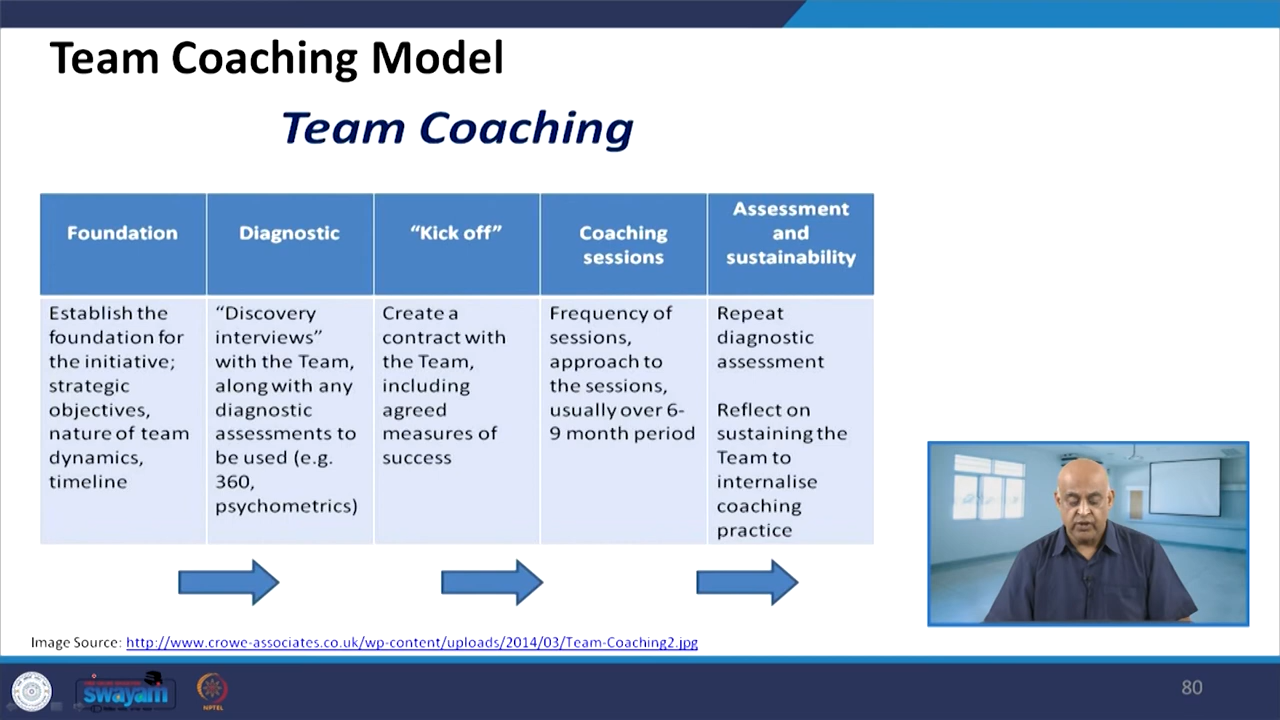 Team Coaching Model
Team Coaching
Foundation
Diagnostic
“Kick off”
Coaching
sessions
Assessment
and
sustainability
Establish the
foundation for
the initiative;
strategic
objectives,
nature of team
dynamics,
timeline
“Discovery
interviews”
with the Team,
along with any
diagnostic
assessments to
be used (e.g.
360,
psychometrics)
Create a
contract with
the Team,
including
agreed
measures of
success
Frequency of
sessions,
approach to
the sessions,
usually over 6-
9 month period
Repeat
diagnostic
assessment
Reflect on
sustaining the
Team to
internalise
coaching
practice
Image Source: http://www.crowe-associates.co.uk/wp-content/uploads/2014/03/Team-Coaching2.jpg
swayam
NPTEL
80